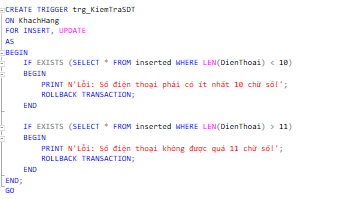 CREATE TRIGGER trg_KiemTraSDT
ON KhachHang
FOR INSERT, UPDATE
AS
BEGIN
IF EXISTS (SELECT * FROM inserted WHERE LEN(DienThoai) < 10)
BEGIN
PRINT N'Lỗi: Số điện thoại phải có ít nhất 10 chữ số!';
ROLLBACK TRANSACTION;
END
IF EXISTS (SELECT * FROM inserted WHERE LEN(DienThoai) > 11)
BEGIN
PRINT N'Lỗi: Số điện thoại không được quá 11 chữ số!';
ROLLBACK TRANSACTION;
END
END;
GO